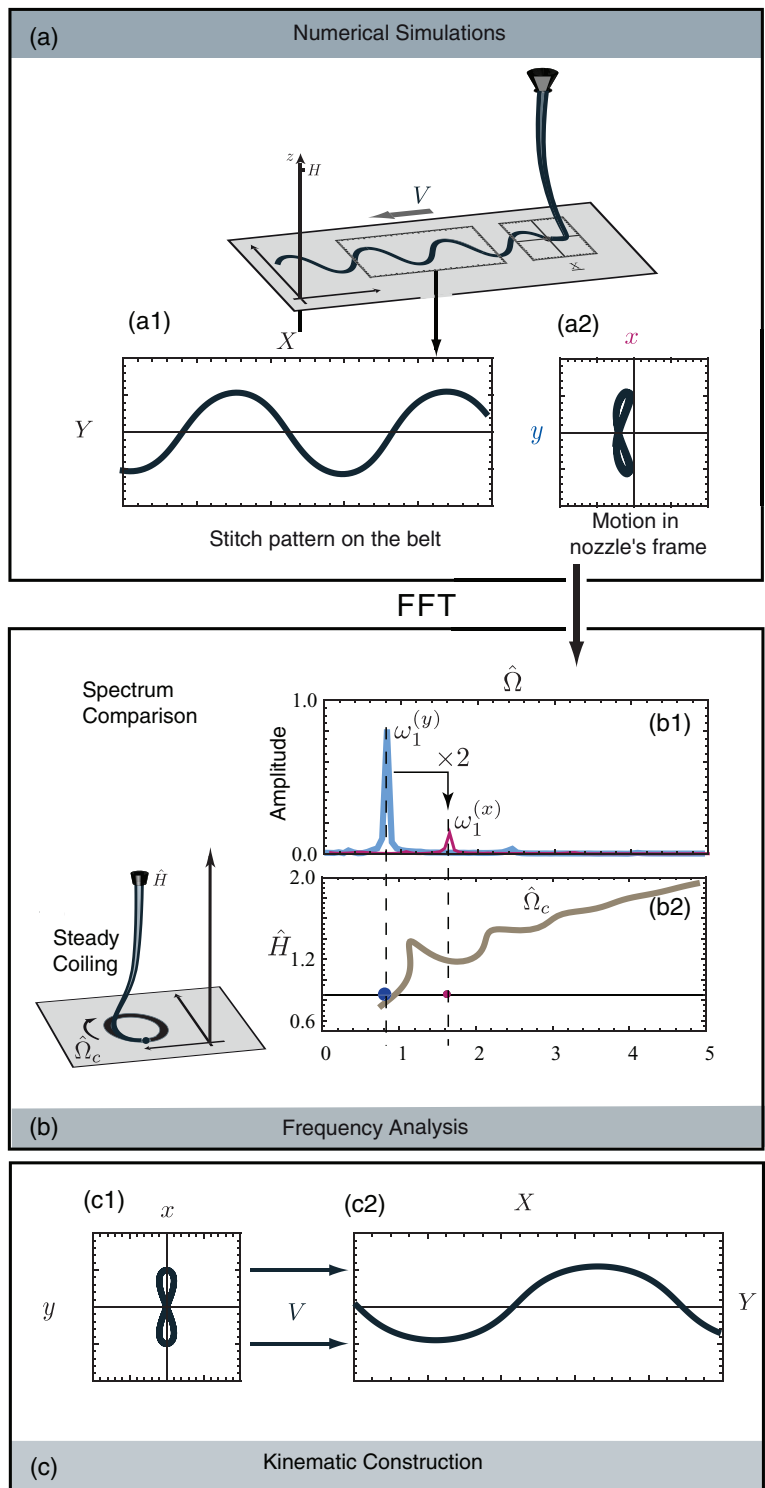 (a) Numerical Simulations
z
H
V
x
(a1)
X
Y
Stitch pattern on the belt
(a2)
x
y
Motion in
nozzle's frame
FFT
Spectrum
Comparison
Ω̂
(b1)
1.0
Amplitude
0.0
ω₁⁽ʸ⁾
×2
ω₁⁽ˣ⁾
(b2)
2.0
Ĥ 1.2
0.6
Ω̂c
0 1 2 3 4 5
Ĥ
Steady
Coiling
Ω̂c
(b) Frequency Analysis
(c1)
x
y
V
(c2)
X
Y
(c) Kinematic Construction